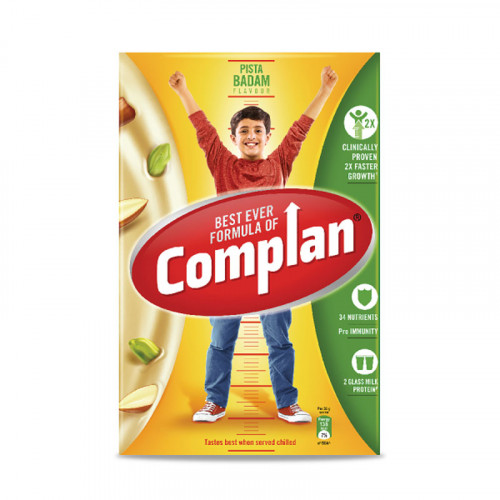 PISTA
BADAM
FLAVOUR
2X
CLINICALLY
PROVEN
2X FASTER
GROWTH
BEST EVER
FORMULA OF
Complan®
34 NUTRIENTS
Pro IMMUNITY
2 GLASS MILK
PROTEIN
Tastes best when served chilled